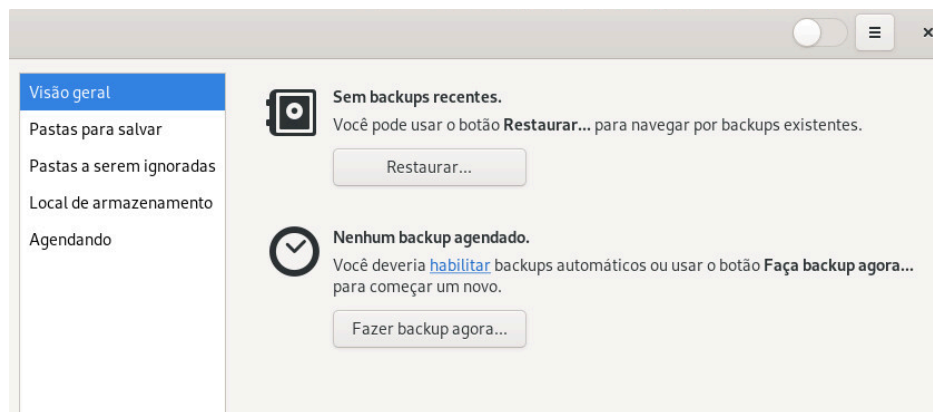 Visão geral
Pastas para salvar
Pastas a serem ignoradas
Local de armazenamento
Agendando
Sem backups recentes.
Você pode usar o botão Restaurar... para navegar por backups existentes.
Restaurar...
Nenhum backup agendado.
Você deveria habilitar backups automáticos ou usar o botão Faça backup agora...
para começar um novo.
Fazer backup agora...